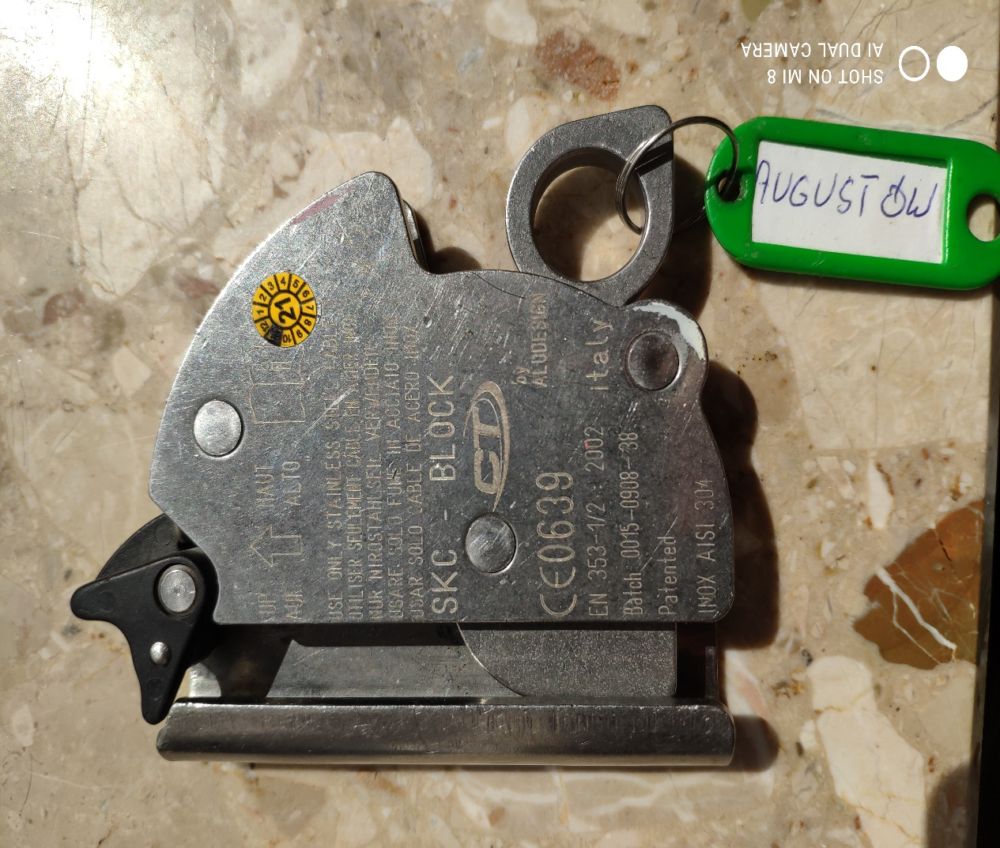 SHOT ON MI 8
AI DUAL CAMERA
AUGUSTÓW
1 2 3 4 5 6 7 8 9 10 12
21
UP HAUT
AUF ALTO
USE ONLY STAINLESS STEEL CABLE
UTILISER SEULEMENT CABLE EN INOX
NUR NIROSTAHLSEIL VERWENDEN
USARE SOLO FUNE IN ACCIAIO INOX
USAR SOLO CABLE DE ACERO INOX
SKC BLOCK
CT
by
ALUDESIGN
CE0639
EN 353-1/2 : 2002 italy
Batch 0015-0908-38
Patented
INOX AISI 304